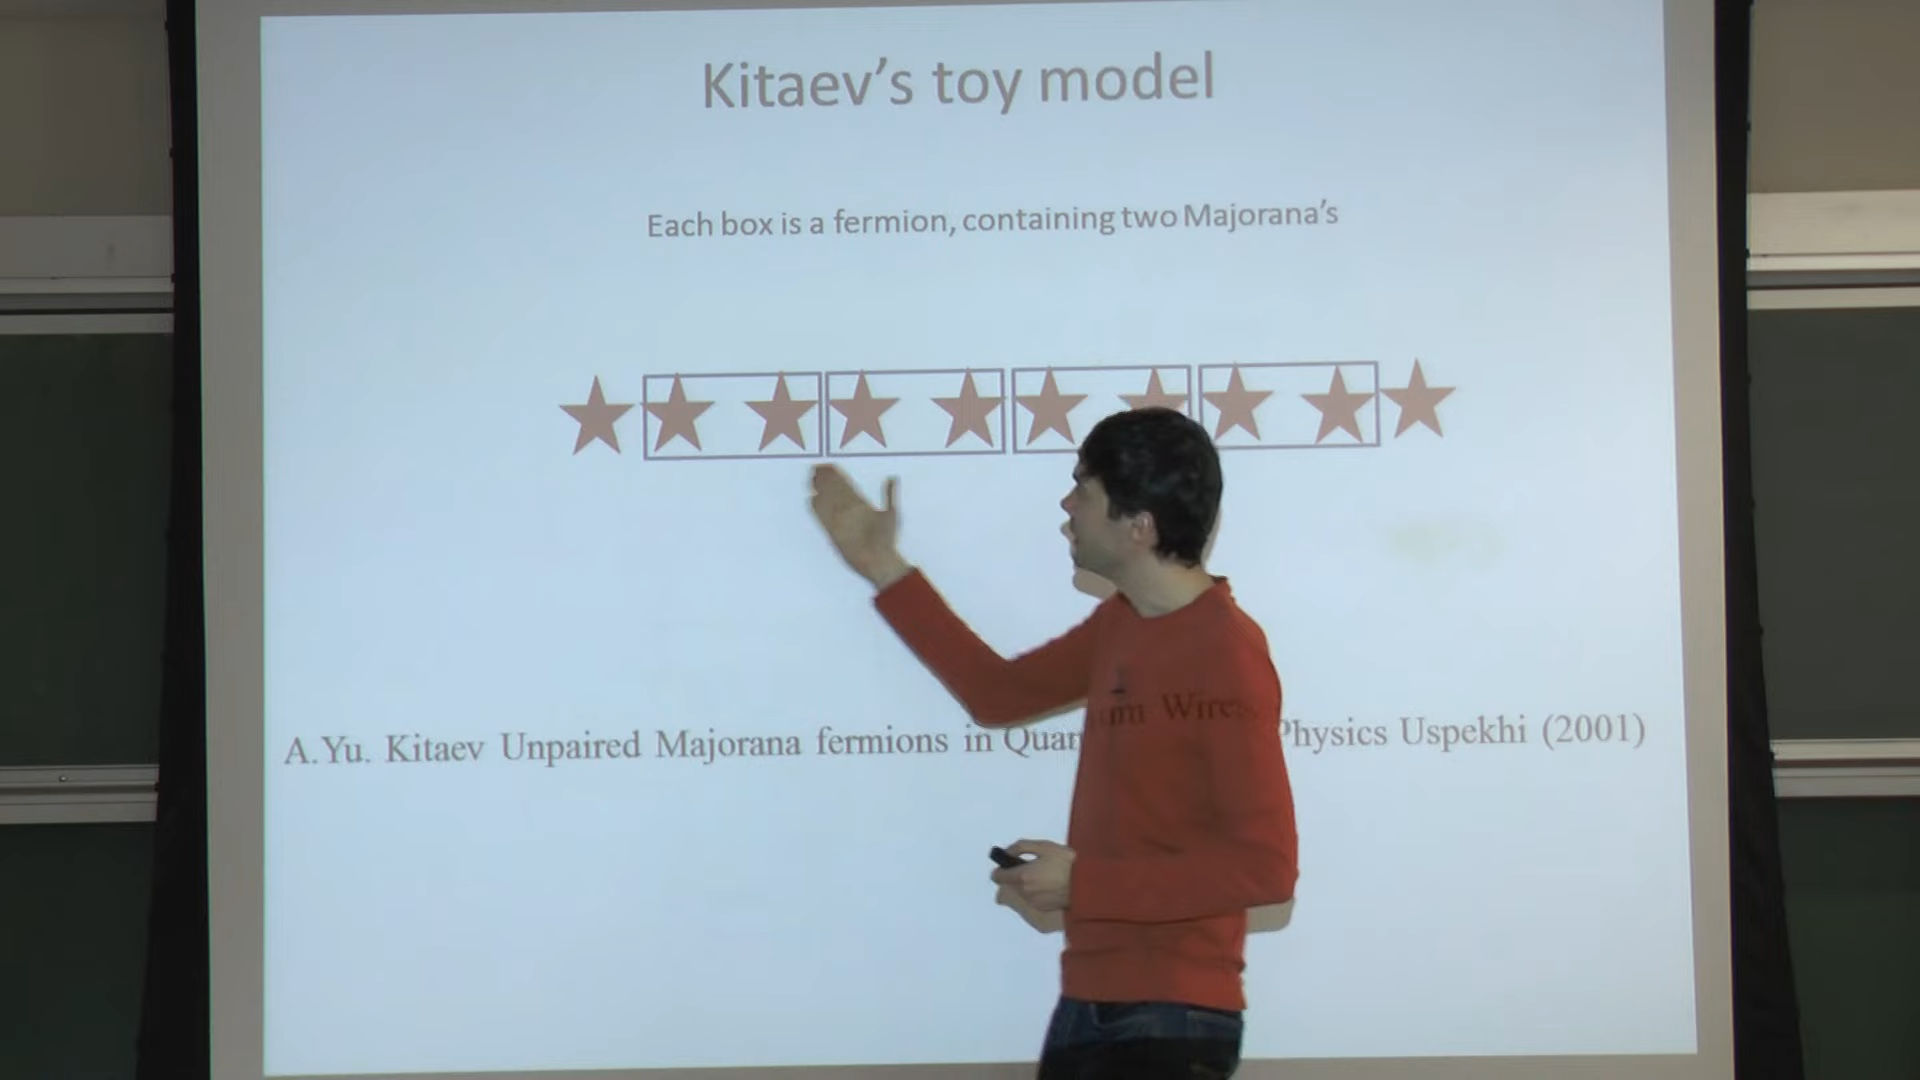 Kitaev's toy model
Each box is a fermion, containing two Majorana's
A. Yu. Kitaev Unpaired Majorana fermions in Wires Physics Uspekhi (2001)